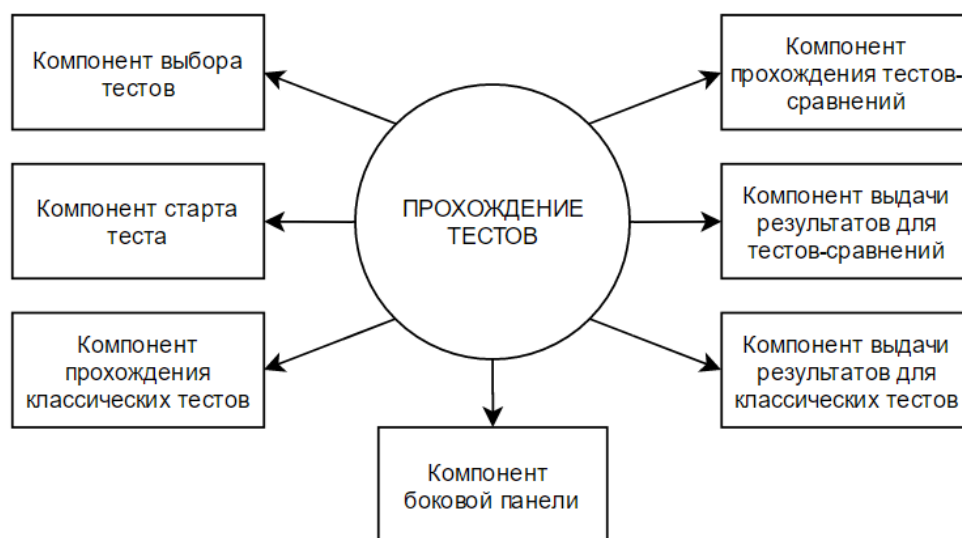 Компонент выбора
тестов
Компонент
прохождения тестов-
сравнений
Компонент старта
теста
ПРОХОЖДЕНИЕ
ТЕСТОВ
Компонент выдачи
результатов для
тестов-сравнений
Компонент
прохождения
классических тестов
Компонент выдачи
результатов для
классических тестов
Компонент
боковой панели